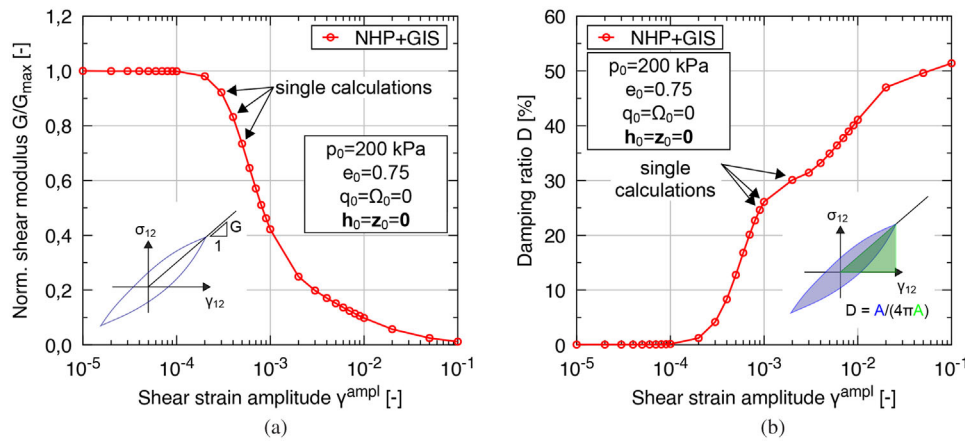 1,2
1,0
0,8
0,6
0,4
0,2
0,0
Norm. shear modulus G/Gmax [-]
NHP+GIS
single calculations
p0=200 kPa
e0=0.75
q0=Ω0=0
h0=z0=0
σ12
G
1
γ12
10-5
10-4
10-3
10-2
10-1
Shear strain amplitude γampl [-]
(a)
60
50
40
30
20
10
0
Damping ratio D [%]
NHP+GIS
p0=200 kPa
e0=0.75
q0=Ω0=0
h0=z0=0
single
calculations
σ12
γ12
D = A/(4πA)
10-5
10-4
10-3
10-2
10-1
Shear strain amplitude γampl [-]
(b)